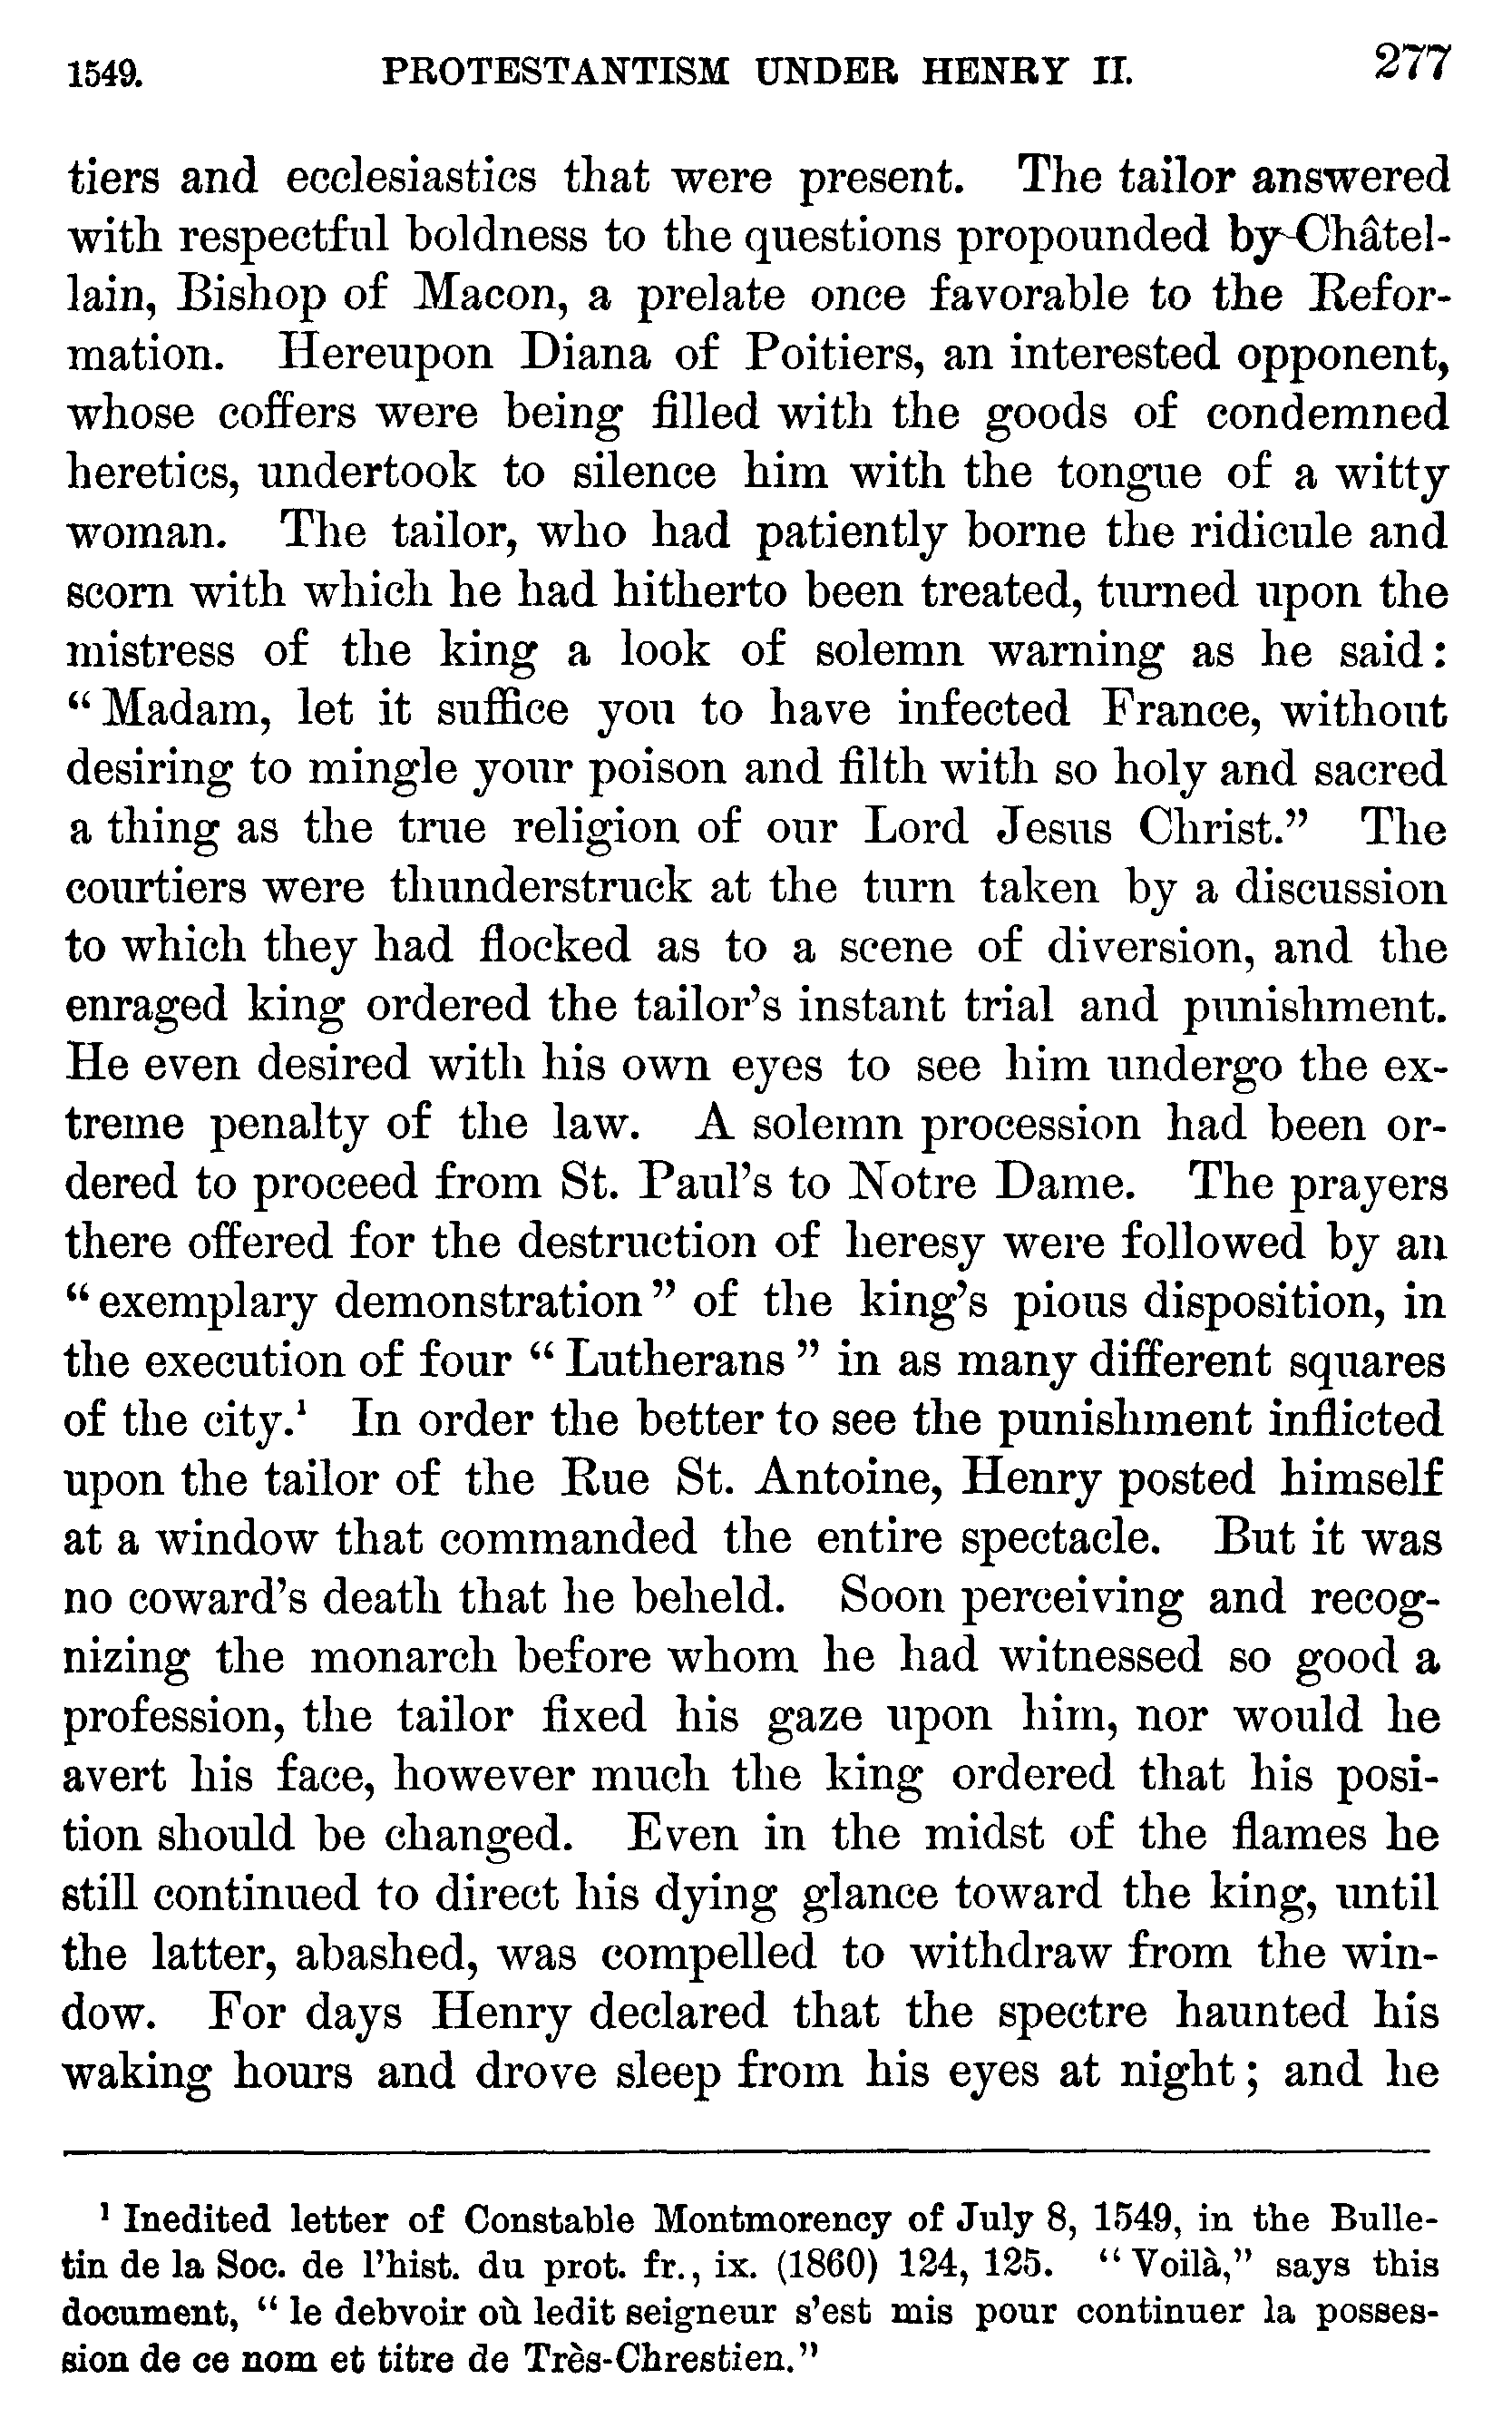 1549. PROTESTANTISM UNDER HENRY II. 277
tiers and ecclesiastics that were present. The tailor answered
with respectful boldness to the questions propounded by Châtel-
lain, Bishop of Macon, a prelate once favorable to the Refor-
mation. Hereupon Diana of Poitiers, an interested opponent,
whose coffers were being filled with the goods of condemned
heretics, undertook to silence him with the tongue of a witty
woman. The tailor, who had patiently borne the ridicule and
scorn with which he had hitherto been treated, turned upon the
mistress of the king a look of solemn warning as he said:
“Madam, let it suffice you to have infected France, without
desiring to mingle your poison and filth with so holy and sacred
a thing as the true religion of our Lord Jesus Christ.” The
courtiers were thunderstruck at the turn taken by a discussion
to which they had flocked as to a scene of diversion, and the
enraged king ordered the tailor’s instant trial and punishment.
He even desired with his own eyes to see him undergo the ex-
treme penalty of the law. A solemn procession had been or-
dered to proceed from St. Paul’s to Notre Dame. The prayers
there offered for the destruction of heresy were followed by an
“exemplary demonstration” of the king’s pious disposition, in
the execution of four “Lutherans” in as many different squares
of the city.¹ In order the better to see the punishment inflicted
upon the tailor of the Rue St. Antoine, Henry posted himself
at a window that commanded the entire spectacle. But it was
no coward’s death that he beheld. Soon perceiving and recog-
nizing the monarch before whom he had witnessed so good a
profession, the tailor fixed his gaze upon him, nor would he
avert his face, however much the king ordered that his posi-
tion should be changed. Even in the midst of the flames he
still continued to direct his dying glance toward the king, until
the latter, abashed, was compelled to withdraw from the win-
dow. For days Henry declared that the spectre haunted his
waking hours and drove sleep from his eyes at night; and he
¹ Inedited letter of Constable Montmorency of July 8, 1549, in the Bulle-
tin de la Soc. de l’hist. du prot. fr., ix. (1860) 124, 125. “Voilà,” says this
document, “le debvoir où ledit seigneur s’est mis pour continuer la posses-
sion de ce nom et titre de Très-Chrestien.”